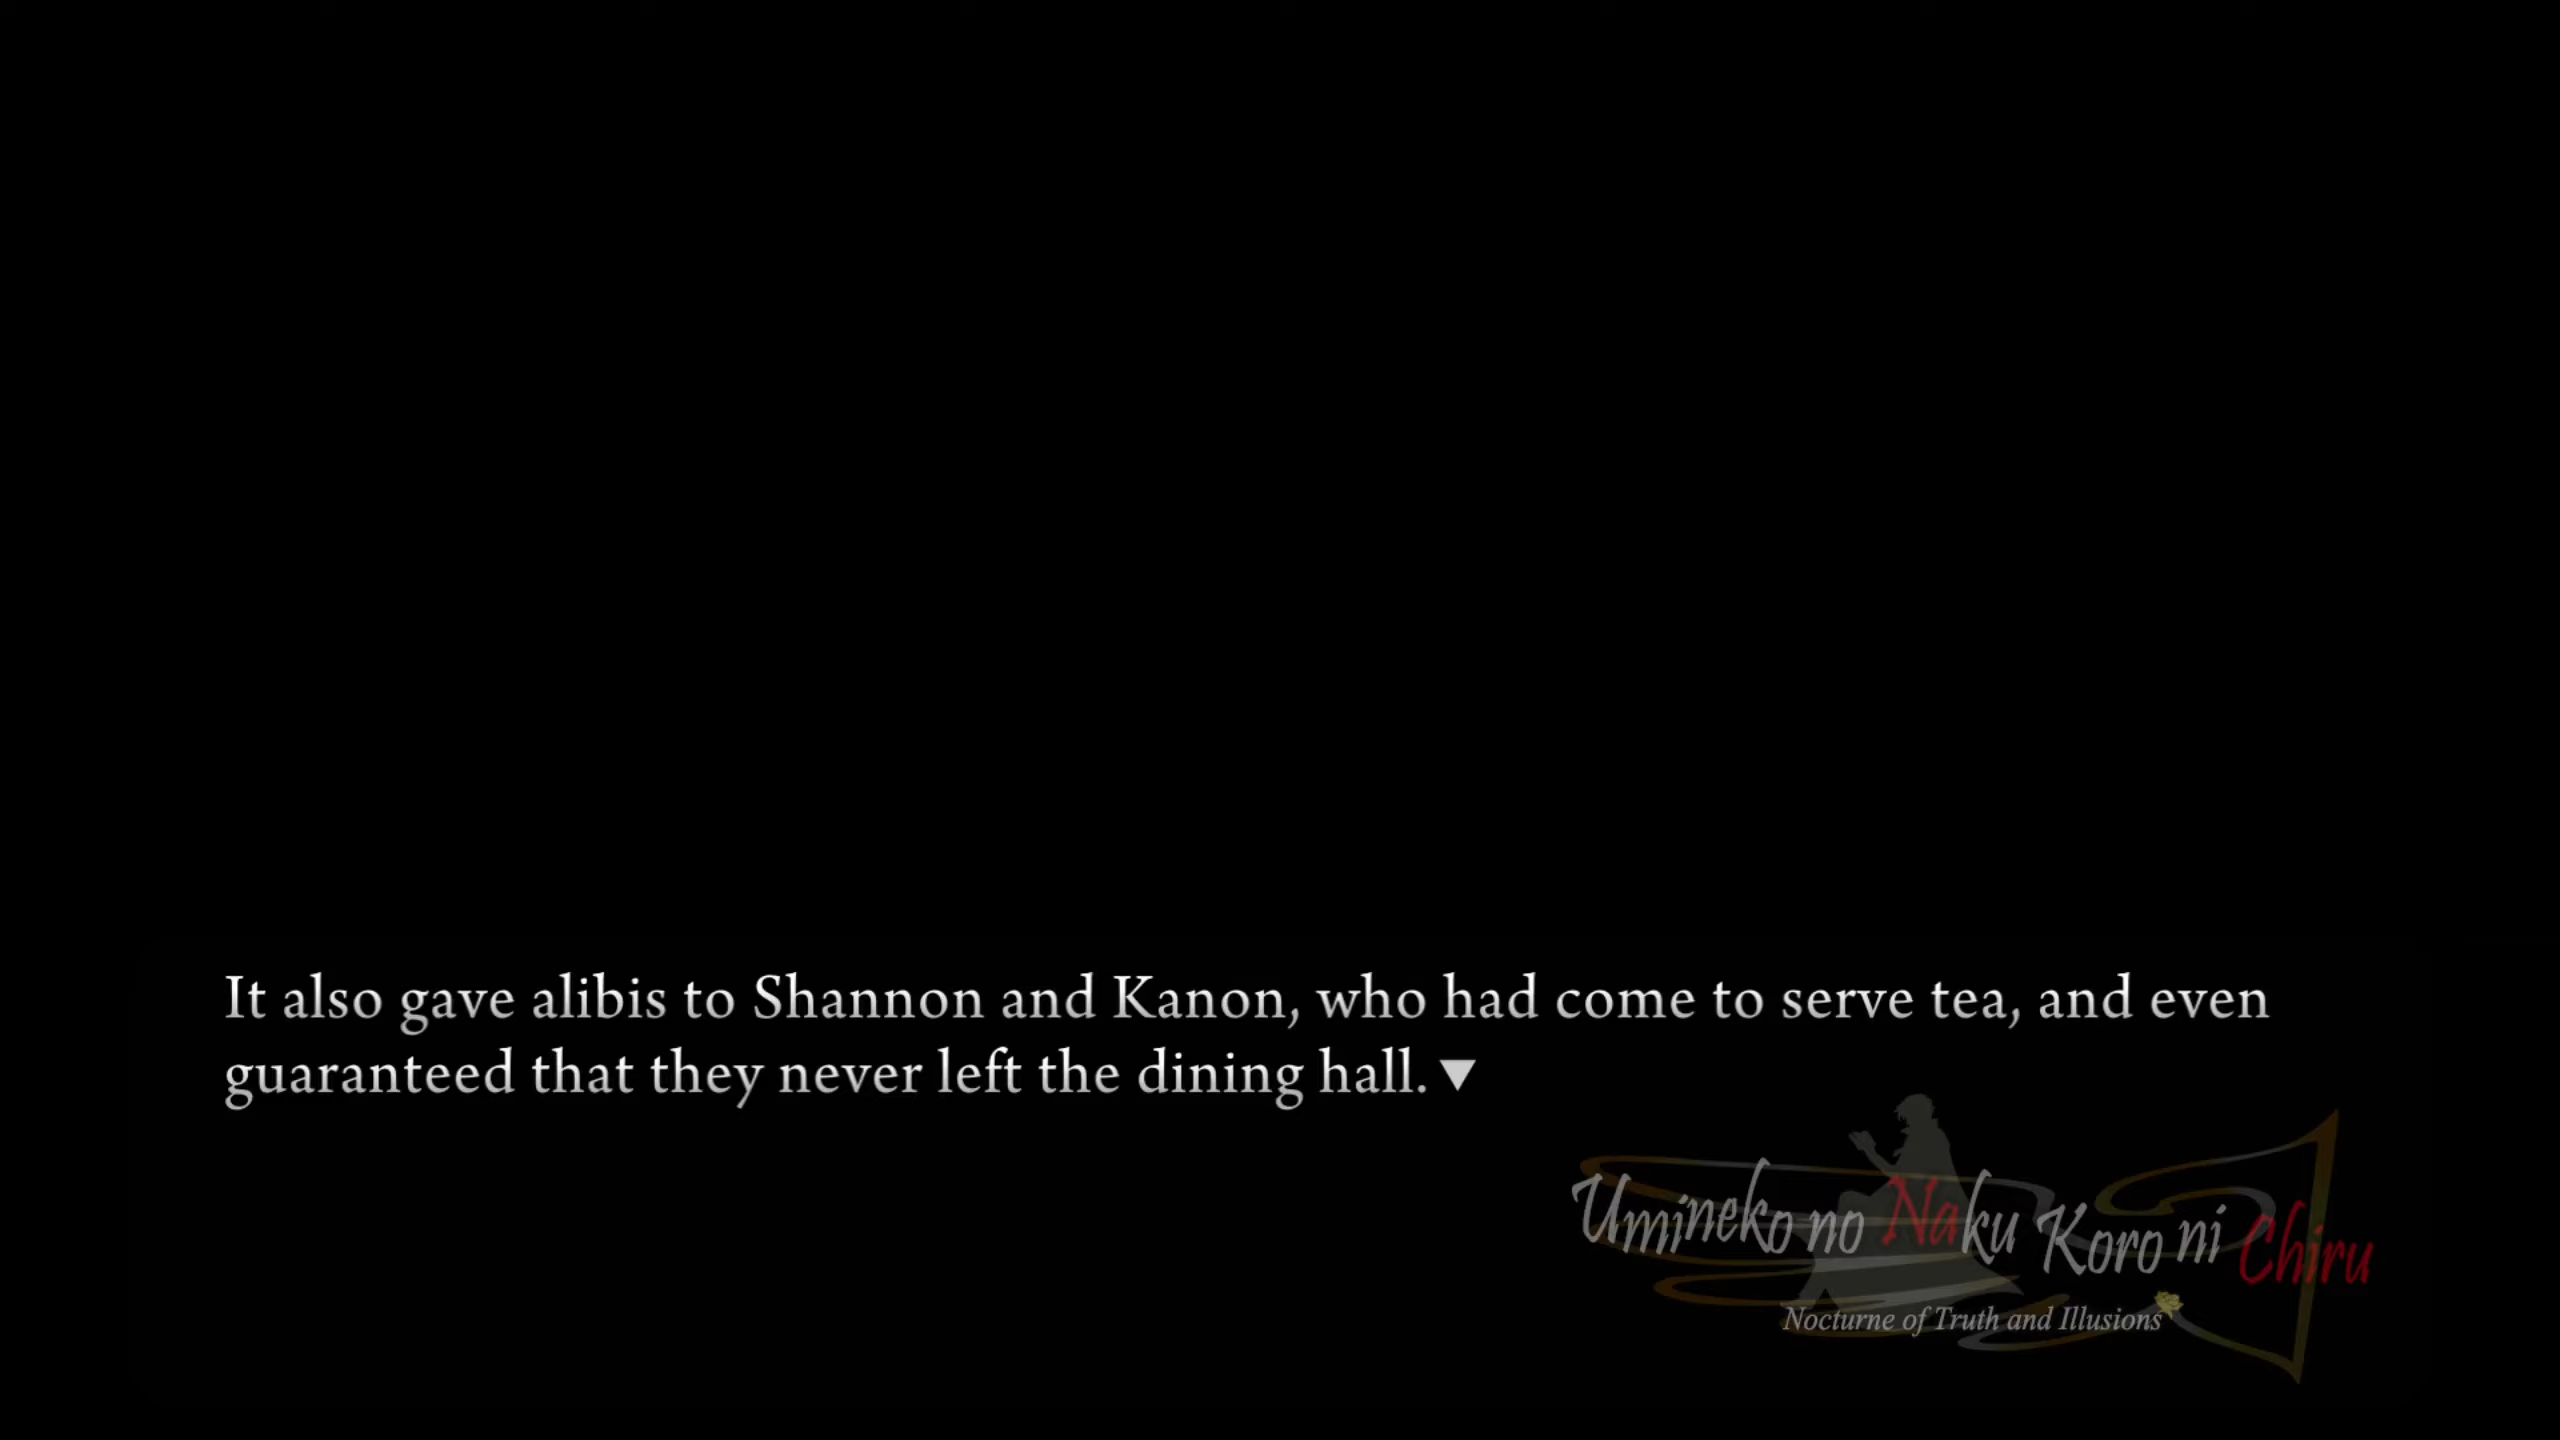 It also gave alibis to Shannon and Kanon, who had come to serve tea, and even
guaranteed that they never left the dining hall. ▼
Umineko no Naku Koro ni Chiru
Nocturne of Truth and Illusions